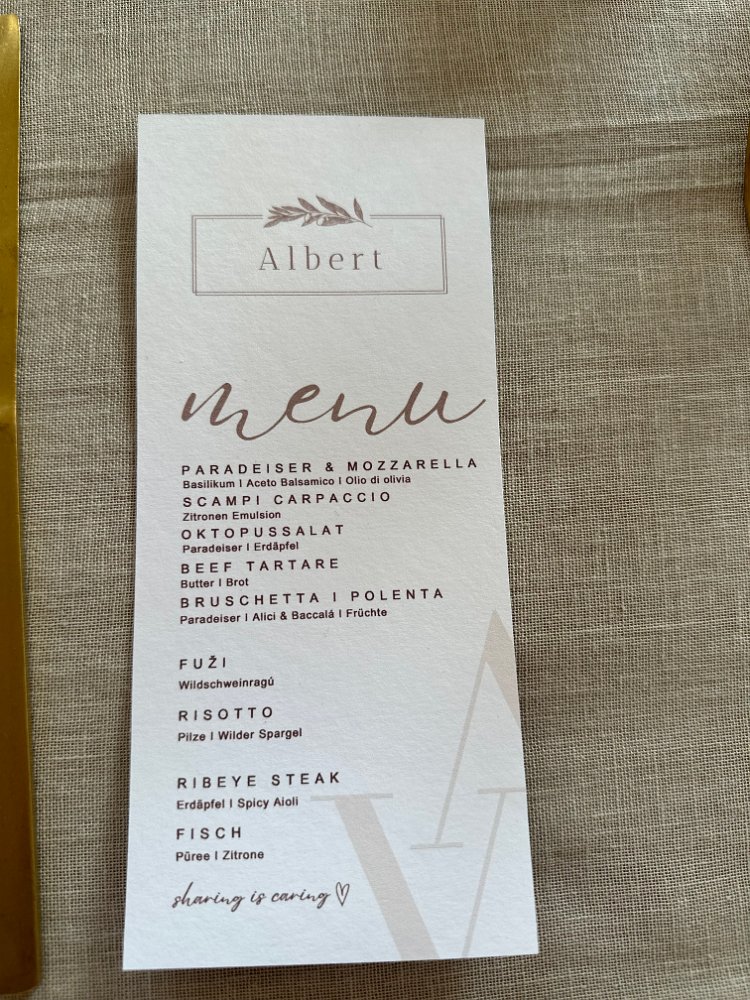 Albert
menu
PARADEISER & MOZZARELLA
Basilikum I Aceto Balsamico I Olio di olivia
SCAMPI CARPACCIO
Zitronen Emulsion
OKTOPUSSALAT
Paradeiser I Erdäpfel
BEEF TARTARE
Butter I Brot
BRUSCHETTA I POLENTA
Paradeiser I Alici & Baccalá I Früchte
FUŽI
Wildschweinragú
RISOTTO
Pilze I Wilder Spargel
RIBEYE STEAK
Erdäpfel I Spicy Aioli
FISCH
Püree I Zitrone
sharing is caring ♡